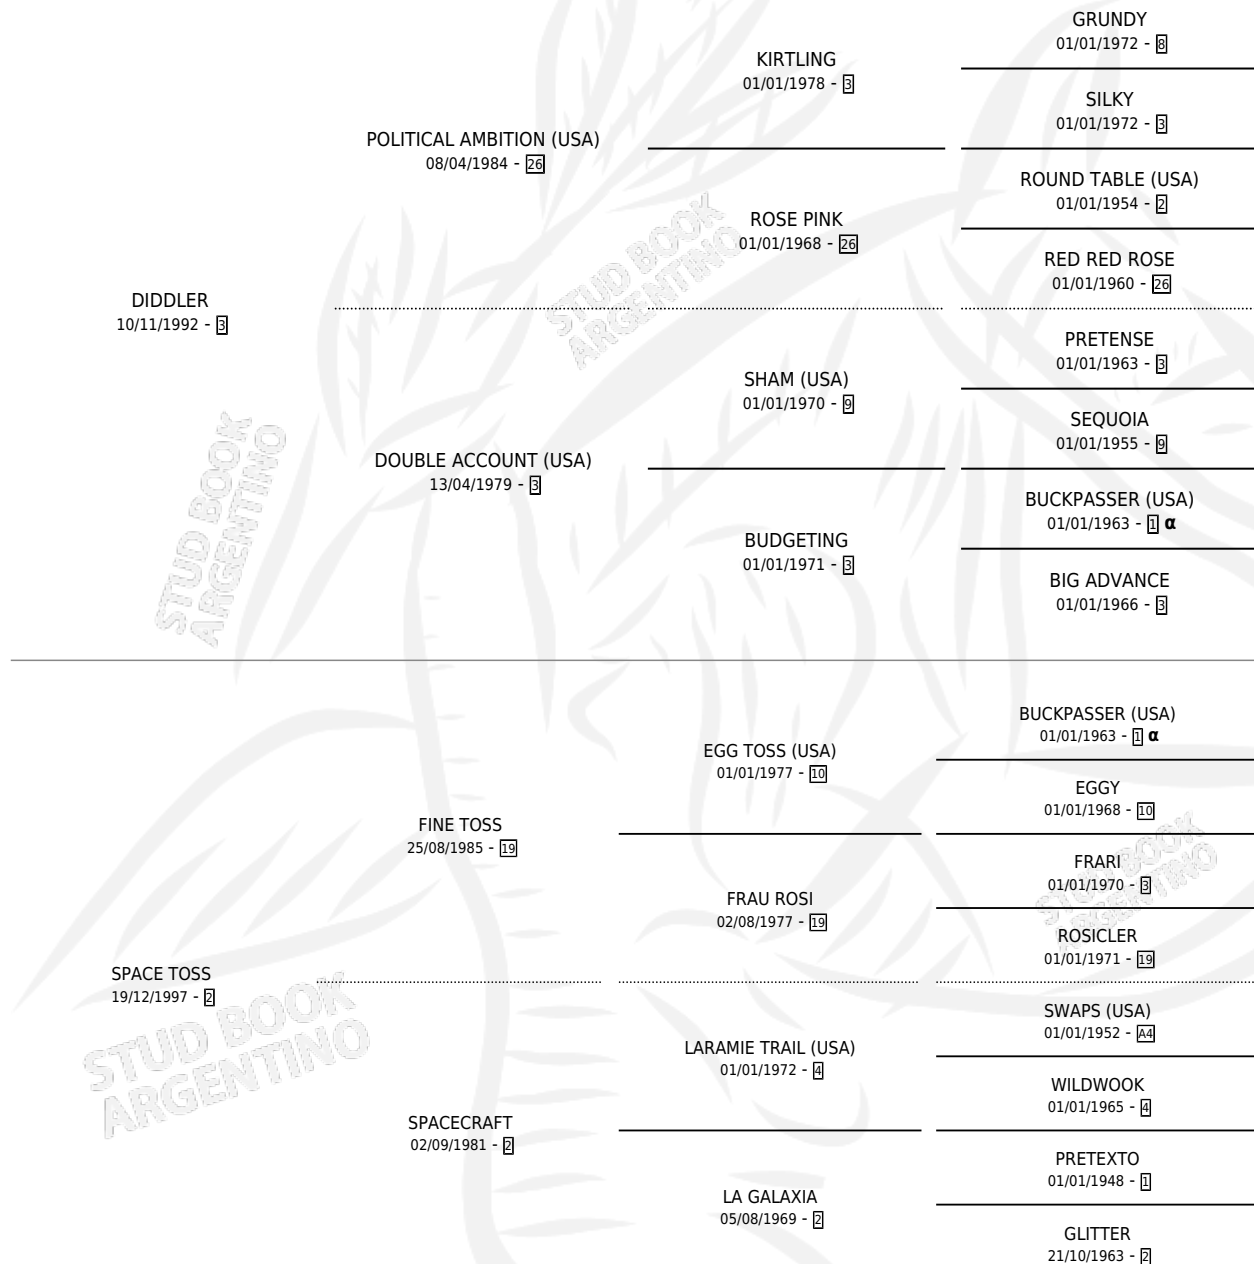 GRUNDY
01/01/1972 - 8
KIRTLING
01/01/1978 - 3
SILKY
01/01/1972 - 3
POLITICAL AMBITION (USA)
08/04/1984 - 26
ROUND TABLE (USA)
01/01/1954 - 2
ROSE PINK
01/01/1968 - 26
RED RED ROSE
01/01/1960 - 26
DIDDLER
10/11/1992 - 3
PRETENSE
01/01/1963 - 3
SHAM (USA)
01/01/1970 - 9
SEQUOIA
01/01/1955 - 9
DOUBLE ACCOUNT (USA)
13/04/1979 - 3
BUCKPASSER (USA)
01/01/1963 - 1 α
BUDGETING
01/01/1971 - 3
BIG ADVANCE
01/01/1966 - 3
BUCKPASSER (USA)
01/01/1963 - 1 α
EGG TOSS (USA)
01/01/1977 - 10
EGGY
01/01/1968 - 10
FINE TOSS
25/08/1985 - 19
FRARI
01/01/1970 - 3
FRAU ROSI
02/08/1977 - 19
ROSICLER
01/01/1971 - 19
SPACE TOSS
19/12/1997 - 2
SWAPS (USA)
01/01/1952 - A4
LARAMIE TRAIL (USA)
01/01/1972 - 4
WILDWOOK
01/01/1965 - 4
SPACECRAFT
02/09/1981 - 2
PRETEXTO
01/01/1948 - 1
LA GALAXIA
05/08/1969 - 2
GLITTER
21/10/1963 - 2
STUD BOOK
ARGENTINO
STUD BOOK
ARGENTINO
STUD BOOK
ARGENTINO
STUD BOOK
ARGENTINO